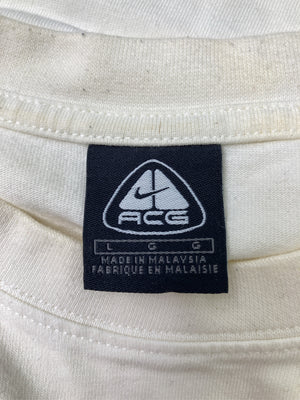 ACG
L G G
MADE IN MALAYSIA
FABRIQUE EN MALAISIE